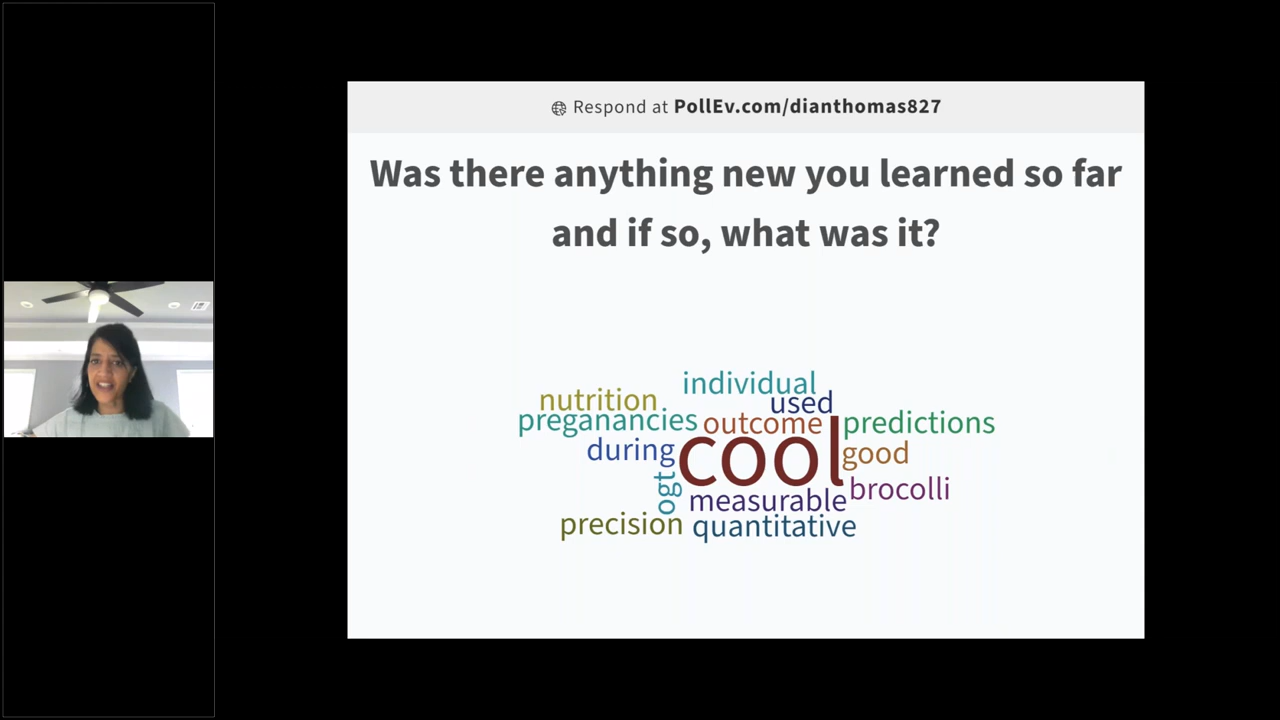 Respond at PollEv.com/dianthomas827
Was there anything new you learned so far
and if so, what was it?
individual
nutrition
used
preganancies
outcome
predictions
during
cool
good
ogt
measurable
brocolli
precision
quantitative